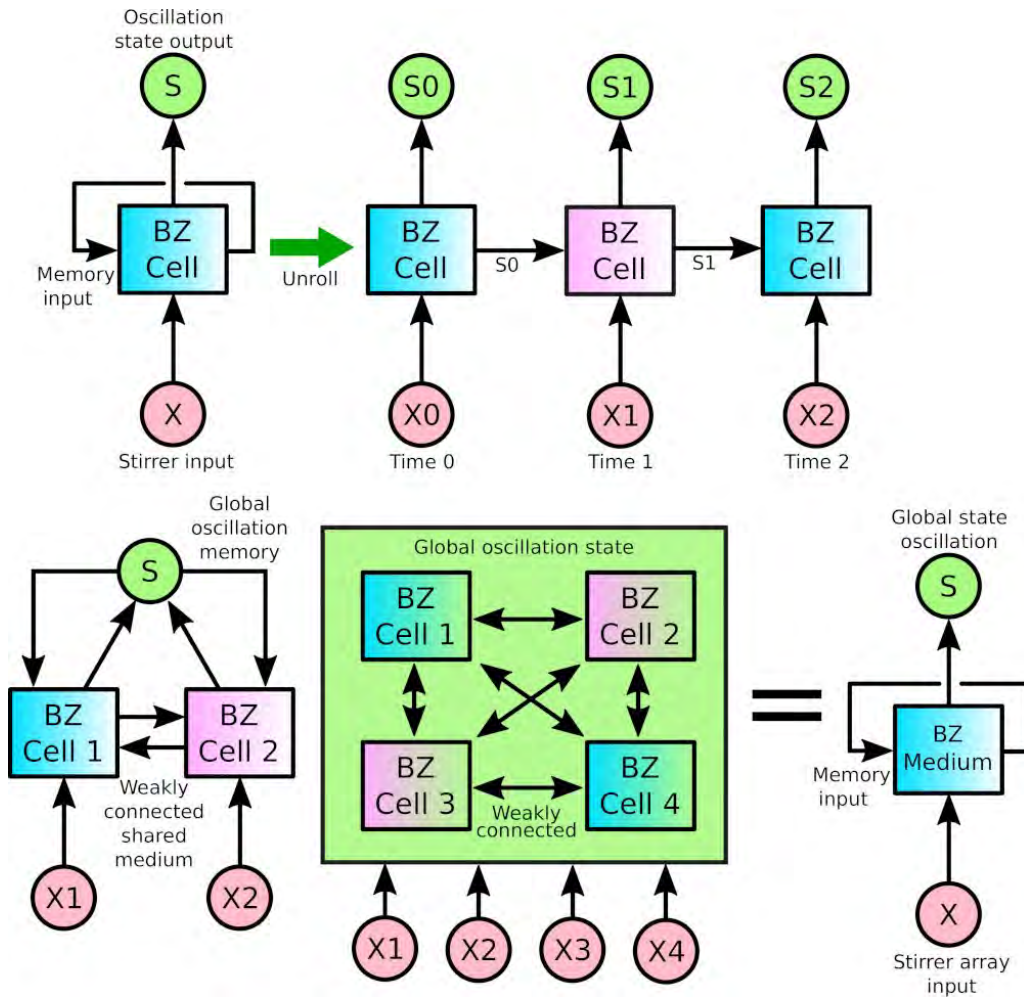 Oscillation
state output
S
BZ
Cell
Memory
input
X
Stirrer input
Unroll
S0
S1
S2
BZ
Cell
S0
BZ
Cell
S1
BZ
Cell
X0
X1
X2
Time 0
Time 1
Time 2
Global
oscillation
memory
S
BZ
Cell 1
BZ
Cell 2
Weakly
connected
shared
medium
X1
X2
Global oscillation state
BZ
Cell 1
BZ
Cell 2
BZ
Cell 3
BZ
Cell 4
Weakly
connected
X1
X2
X3
X4
=
Global state
oscillation
S
BZ
Medium
Memory
input
X
Stirrer array
input